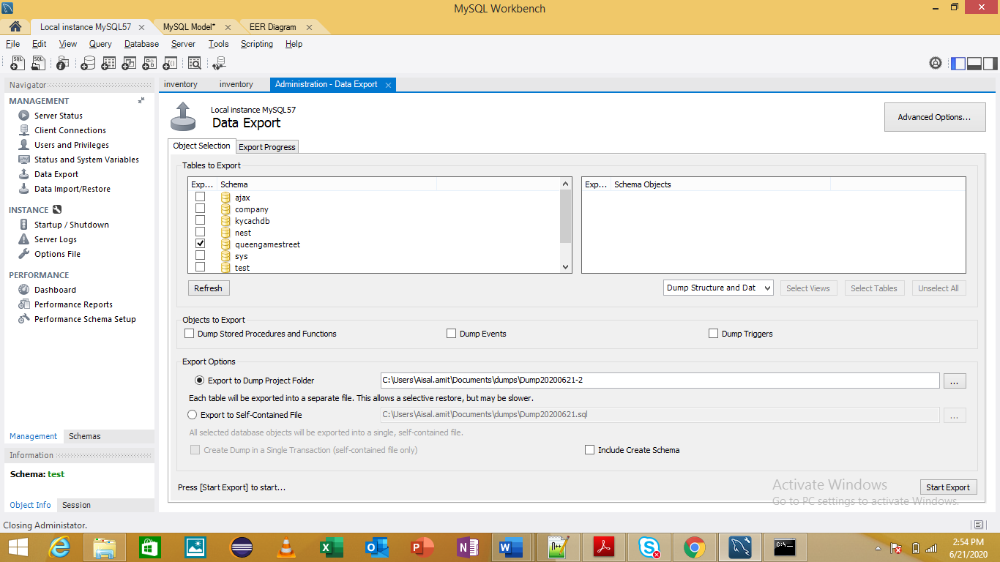 MySQL Workbench
Local instance MySQL57
MySQL Model*
EER Diagram
File Edit View Query Database Server Tools Scripting Help
Navigator
MANAGEMENT
Server Status
Client Connections
Users and Privileges
Status and System Variables
Data Export
Data Import/Restore
INSTANCE
Startup / Shutdown
Server Logs
Options File
PERFORMANCE
Dashboard
Performance Reports
Performance Schema Setup
Management Schemas
Information
Schema: test
Object Info Session
inventory inventory Administration - Data Export
Local instance MySQL57
Data Export
Advanced Options...
Object Selection Export Progress
Tables to Export
Exp... Schema
ajax
company
kycachdb
nest
queengamestreet
sys
test
Exp... Schema Objects
Refresh
Dump Structure and Dat
Select Views
Select Tables
Unselect All
Objects to Export
Dump Stored Procedures and Functions
Dump Events
Dump Triggers
Export Options
Export to Dump Project Folder
C:\Users\Aisal.amit\Documents\dumps\Dump20200621-2
...
Each table will be exported into a separate file. This allows a selective restore, but may be slower.
Export to Self-Contained File
C:\Users\Aisal.amit\Documents\dumps\Dump20200621.sql
...
All selected database objects will be exported into a single, self-contained file.
Create Dump in a Single Transaction (self-contained file only)
Include Create Schema
Press [Start Export] to start...
Start Export
Activate Windows
Go to PC settings to activate Windows.
Closing Administator.
2:54 PM
6/21/2020